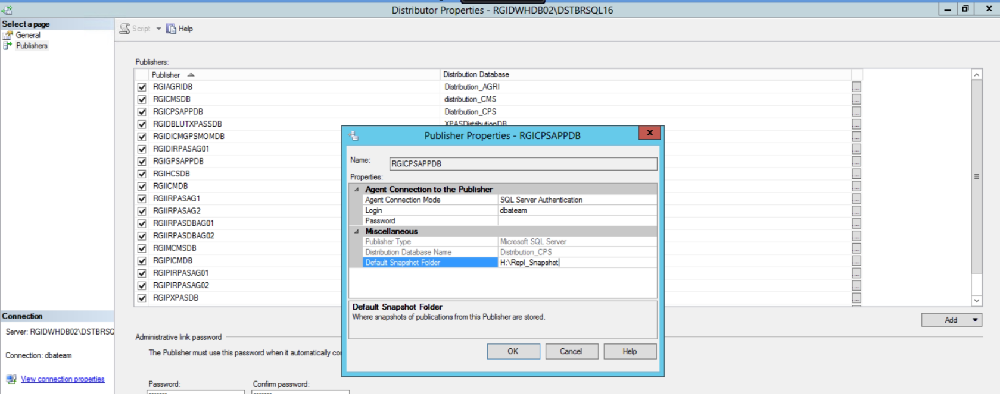 Distributor Properties - RGIDWHDB02\DSTBRSQL16
Select a page
General
Publishers
Script
Help
Publishers:
Publisher Distribution Database
RGIAGRIDB Distribution_AGRI
RGICMSDB distribution_CMS
RGICPSAPPDB Distribution_CPS
RGIDBLUTXPASSDB XPASDistributionDB
RGIDICMGPSMOMDB
RGIDIRPASAG01
RGIGPSAPPDB
RGIHCSDB
RGIICMDB
RGIIRPASAG1
RGIIRPASAG2
RGIIRPASDBAG01
RGIIRPASDBAG02
RGIMCMSDB
RGIPICMDB
RGIPIRPASAG01
RGIPIRPASAG02
RGIPXPASDB
Add
Administrative link password
The Publisher must use this password when it automatically
Password: Confirm password:
Connection
Server: RGIDWHDB02\DSTBRSQ
Connection: dbateam
View connection properties
Publisher Properties - RGICPSAPPDB
Name: RGICPSAPPDB
Properties:
Agent Connection to the Publisher
Agent Connection Mode SQL Server Authentication
Login dbateam
Password
Miscellaneous
Publisher Type Microsoft SQL Server
Distribution Database Name Distribution_CPS
Default Snapshot Folder H:\Repl_Snapshot
Default Snapshot Folder
Where snapshots of publications from this Publisher are stored.
OK Cancel Help